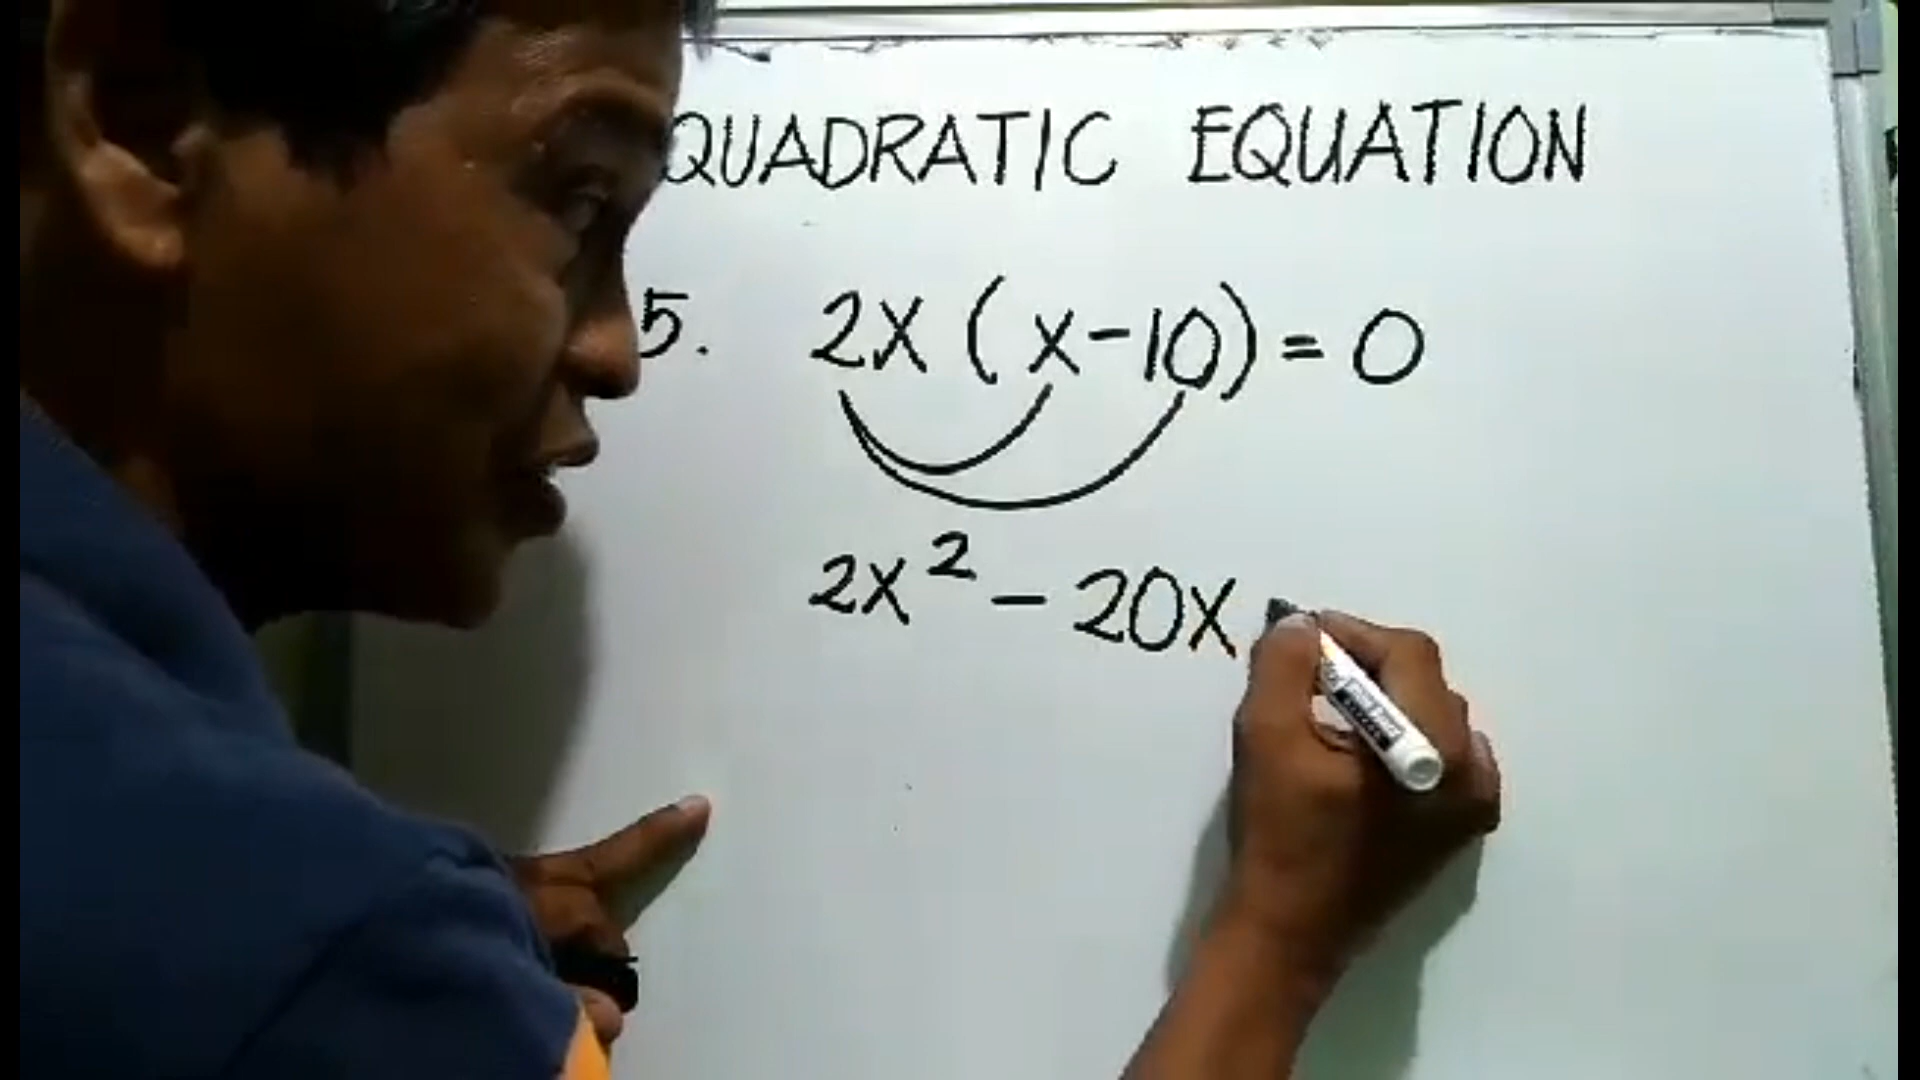 QUADRATIC EQUATION
5. 2X (X-10) = 0
2X² - 20X